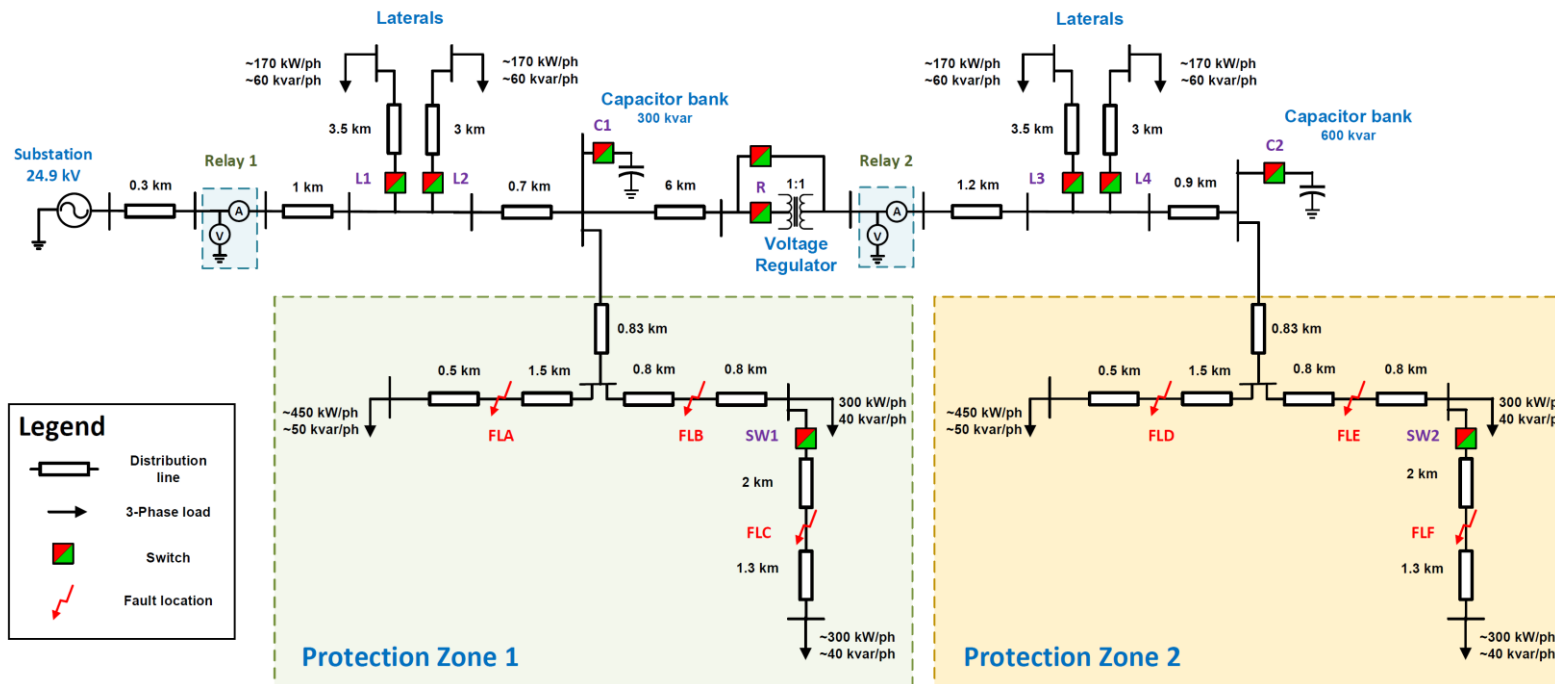 Laterals
Laterals
~170 kW/ph
~60 kvar/ph
~170 kW/ph
~60 kvar/ph
~170 kW/ph
~60 kvar/ph
~170 kW/ph
~60 kvar/ph
Capacitor bank
300 kvar
Capacitor bank
600 kvar
3.5 km
3 km
C1
3.5 km
3 km
C2
Substation
24.9 kV
Relay 1
L1
L2
R
1:1
Relay 2
L3
L4
0.3 km
A
V
1 km
0.7 km
6 km
Voltage
Regulator
A
V
1.2 km
0.9 km
0.83 km
0.83 km
0.5 km
1.5 km
0.8 km
0.8 km
0.5 km
1.5 km
0.8 km
0.8 km
~450 kW/ph
~50 kvar/ph
FLA
FLB
SW1
300 kW/ph
40 kvar/ph
~450 kW/ph
~50 kvar/ph
FLD
FLE
SW2
300 kW/ph
40 kvar/ph
2 km
FLC
1.3 km
~300 kW/ph
~40 kvar/ph
2 km
FLF
1.3 km
~300 kW/ph
~40 kvar/ph
Legend
Distribution
line
3-Phase load
Switch
Fault location
Protection Zone 1
Protection Zone 2